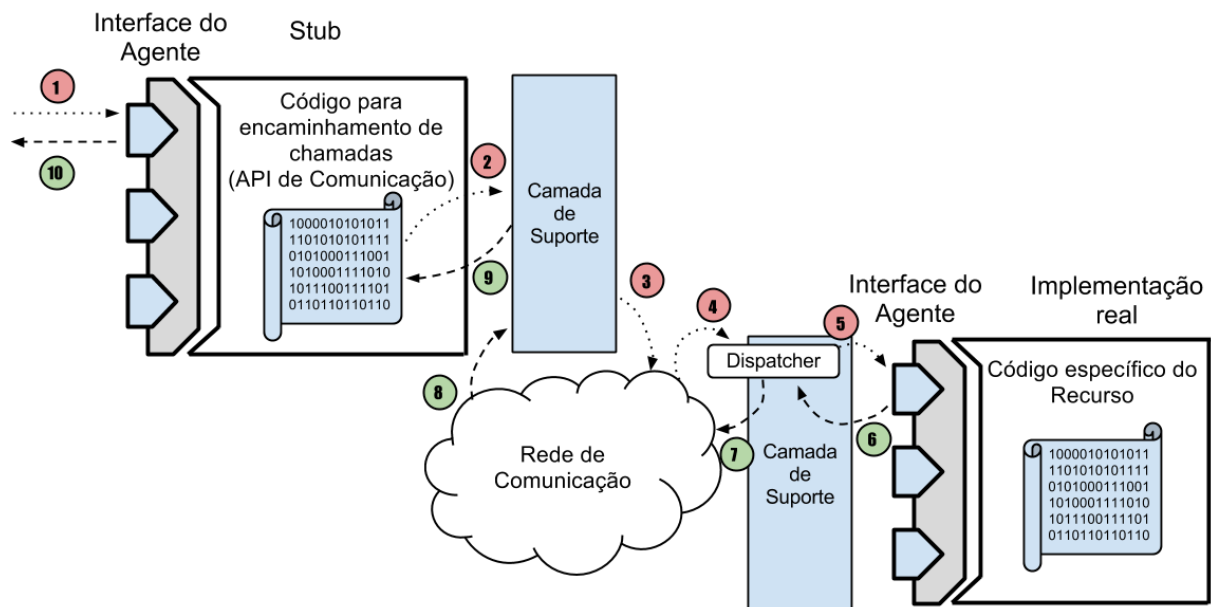 Interface do
Agente
Stub
1
10
Código para
encaminhamento de
chamadas
(API de Comunicação)
1000010101011
1101010101111
0101000111001
1010001111010
1011100111101
0110110110110
2
9
Camada
de
Suporte
3
4
5
8
Rede de
Comunicação
7
Dispatcher
Camada
de
Suporte
6
Interface do
Agente
Implementação
real
Código específico do
Recurso
1000010101011
1101010101111
0101000111001
1010001111010
1011100111101
0110110110110